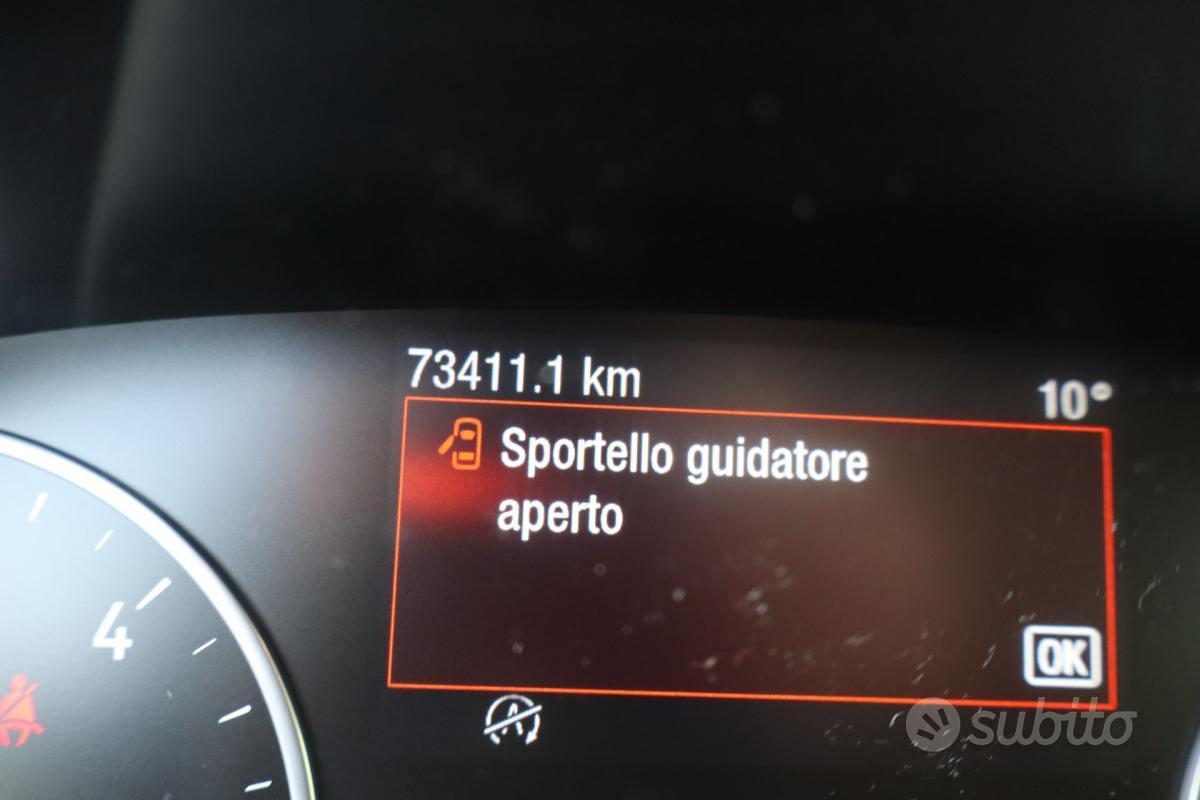 73411.1 km
10°
Sportello guidatore
aperto
4
OK
A
subito